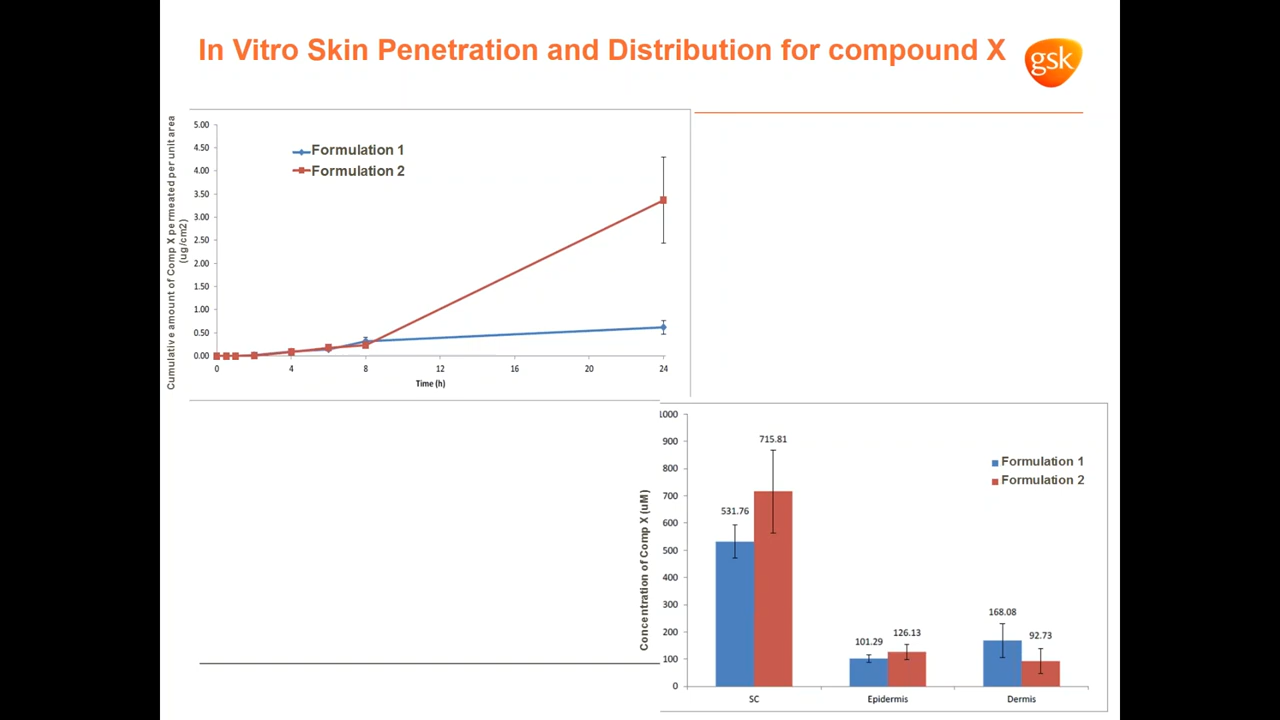 In Vitro Skin Penetration and Distribution for compound X
gsk
Cumulative amount of Comp X permeated per unit area
(ug/cm2)
5.00
4.50
4.00
3.50
3.00
2.50
2.00
1.50
1.00
0.50
0.00
Formulation 1
Formulation 2
0 4 8 12 16 20 24
Time (h)
Concentration of Comp X (uM)
1000
900
800
700
600
500
400
300
200
100
0
715.81
531.76
Formulation 1
Formulation 2
101.29
126.13
168.08
92.73
SC Epidermis Dermis